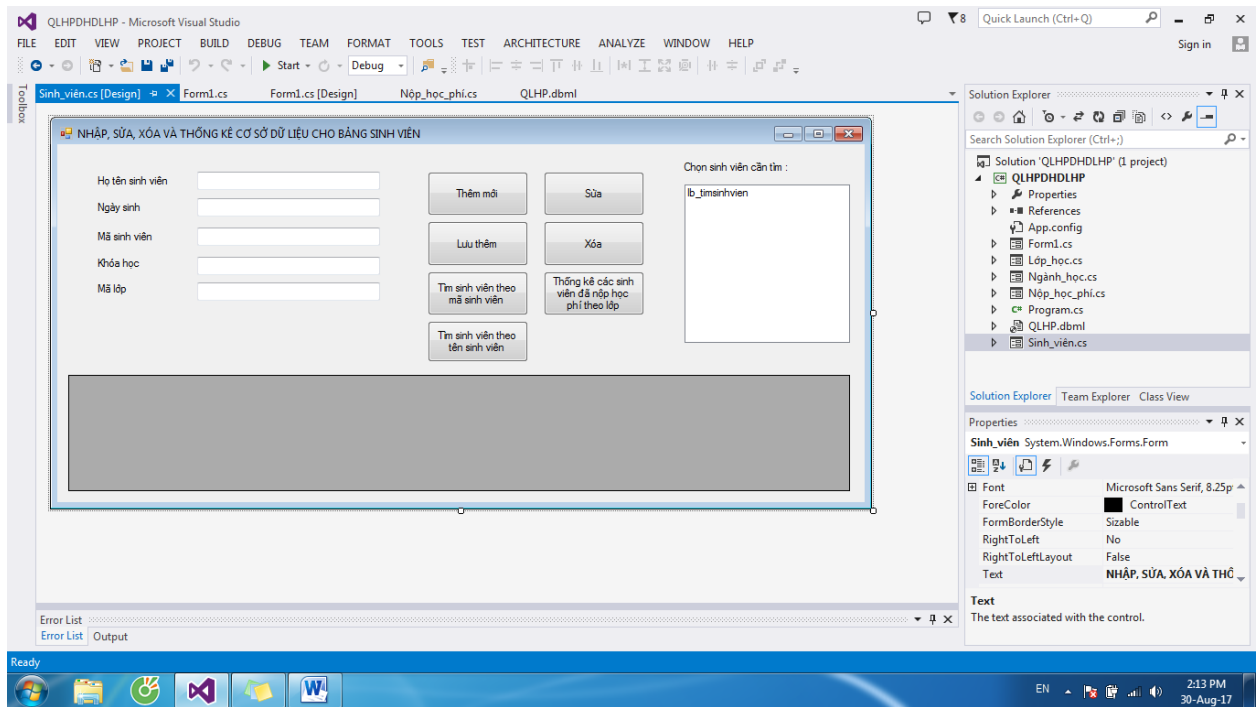 QLHPDHDLHP - Microsoft Visual Studio
8 Quick Launch (Ctrl+Q)
FILE EDIT VIEW PROJECT BUILD DEBUG TEAM FORMAT TOOLS TEST ARCHITECTURE ANALYZE WINDOW HELP
Sign in
Start Debug
Toolbox
Sinh_viên.cs [Design] Form1.cs Form1.cs [Design] Nộp_học_phí.cs QLHP.dbml
NHẬP, SỬA, XÓA VÀ THỐNG KÊ CƠ SỞ DỮ LIỆU CHO BẢNG SINH VIÊN
Họ tên sinh viên
Ngày sinh
Mã sinh viên
Khóa học
Mã lớp
Thêm mới
Sửa
Lưu thêm
Xóa
Tìm sinh viên theo
mã sinh viên
Thống kê các sinh
viên đã nộp học
phí theo lớp
Tìm sinh viên theo
tên sinh viên
Chọn sinh viên cần tìm :
lb_timsinhvien
Solution Explorer
Search Solution Explorer (Ctrl+;)
Solution 'QLHPDHDLHP' (1 project)
C# QLHPDHDLHP
Properties
References
App.config
Form1.cs
Lớp_học.cs
Ngành_học.cs
Nộp_học_phí.cs
C# Program.cs
QLHP.dbml
Sinh_viên.cs
Solution Explorer Team Explorer Class View
Properties
Sinh_viên System.Windows.Forms.Form
Font Microsoft Sans Serif, 8.25p
ForeColor ControlText
FormBorderStyle Sizable
RightToLeft No
RightToLeftLayout False
Text NHẬP, SỬA, XÓA VÀ THỐ
Text
The text associated with the control.
Error List
Error List Output
Ready
W
EN
2:13 PM
30-Aug-17